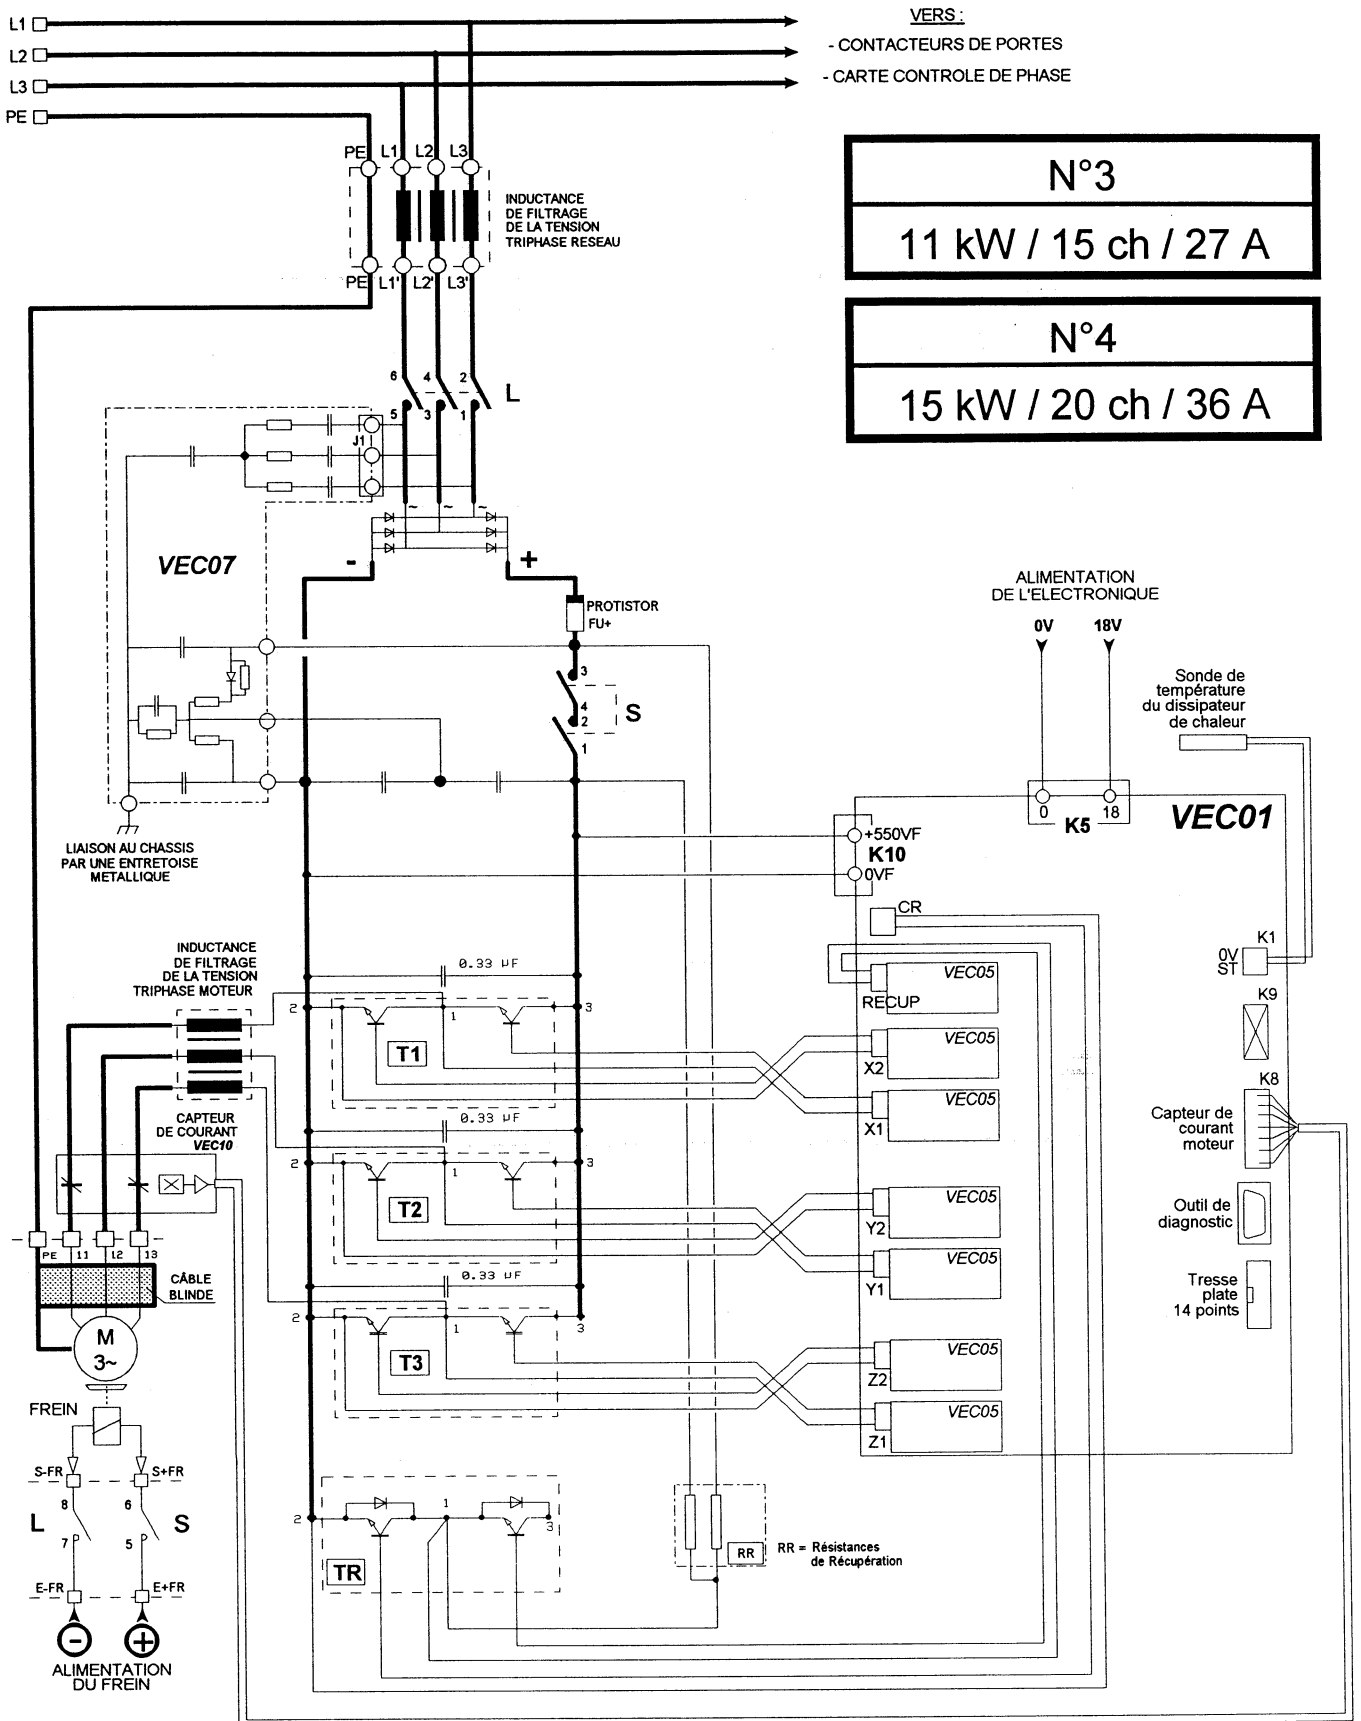 L1
L2
L3
PE
VERS :
- CONTACTEURS DE PORTES
- CARTE CONTROLE DE PHASE
N°3
11 kW / 15 ch / 27 A
N°4
15 kW / 20 ch / 36 A
PE L1 L2 L3
INDUCTANCE
DE FILTRAGE
DE LA TENSION
TRIPHASE RESEAU
PE L1' L2' L3'
6 4 2
L
5 3 1
J1
~ ~ ~
VEC07
- +
PROTISTOR
FU+
3
4
2
1
S
ALIMENTATION
DE L'ELECTRONIQUE
0V 18V
Sonde de
température
du dissipateur
de chaleur
0 18
K5
VEC01
LIAISON AU CHASSIS
PAR UNE ENTRETOISE
METALLIQUE
+550VF
K10
0VF
CR
K1
0V
ST
K9
K8
INDUCTANCE
DE FILTRAGE
DE LA TENSION
TRIPHASE MOTEUR
0.33 µF
2 1 3
T1
VEC05
RECUP
VEC05
X2
VEC05
X1
Capteur de
courant
moteur
CAPTEUR
DE COURANT
VEC10
0.33 µF
2 1 3
T2
VEC05
Y2
VEC05
Y1
Outil de
diagnostic
Tresse
plate
14 points
PE 11 12 13
CÂBLE
BLINDE
0.33 µF
2 1 3
T3
VEC05
Z2
VEC05
Z1
M
3~
FREIN
S-FR S+FR
8 6
L S
7 5
E-FR E+FR
- +
ALIMENTATION
DU FREIN
2 1 3
TR
RR
RR = Résistances
de Récupération